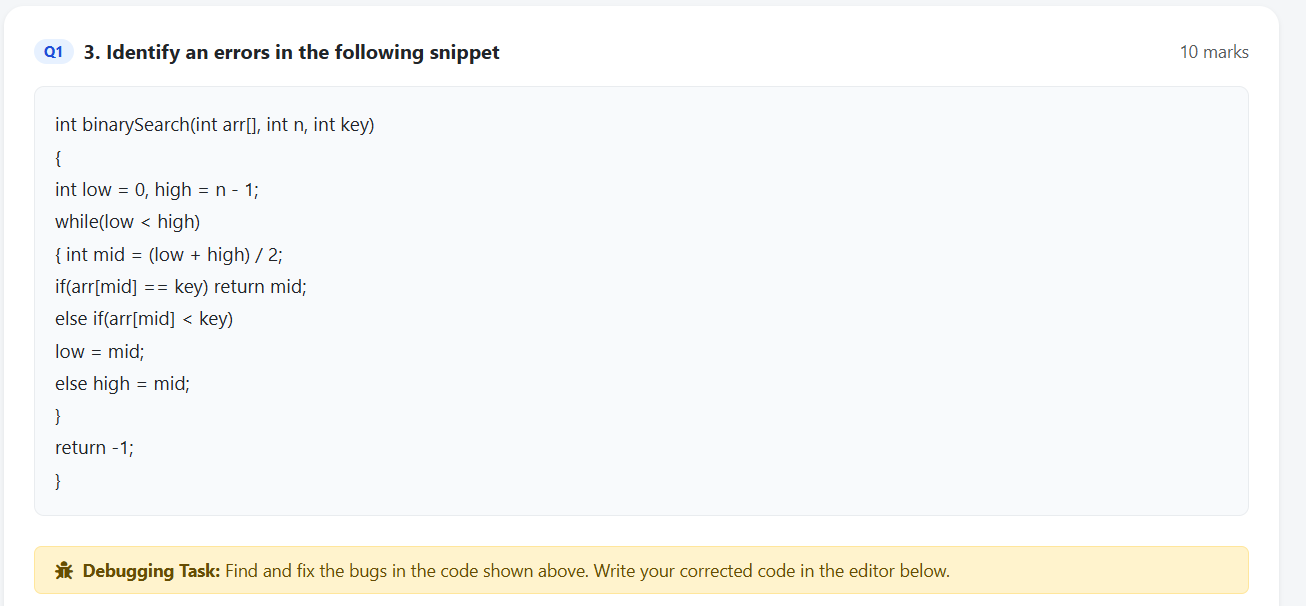 Q1 3. Identify an errors in the following snippet 10 marks
int binarySearch(int arr[], int n, int key)
{
int low = 0, high = n - 1;
while(low < high)
{ int mid = (low + high) / 2;
if(arr[mid] == key) return mid;
else if(arr[mid] < key)
low = mid;
else high = mid;
}
return -1;
}
Debugging Task: Find and fix the bugs in the code shown above. Write your corrected code in the editor below.